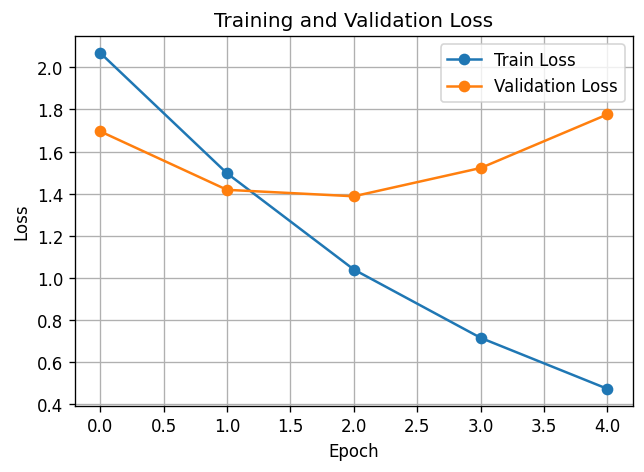 Training and Validation Loss
Train Loss
Validation Loss
2.0
1.8
1.6
1.4
1.2
1.0
0.8
0.6
0.4
Loss
0.0 0.5 1.0 1.5 2.0 2.5 3.0 3.5 4.0
Epoch